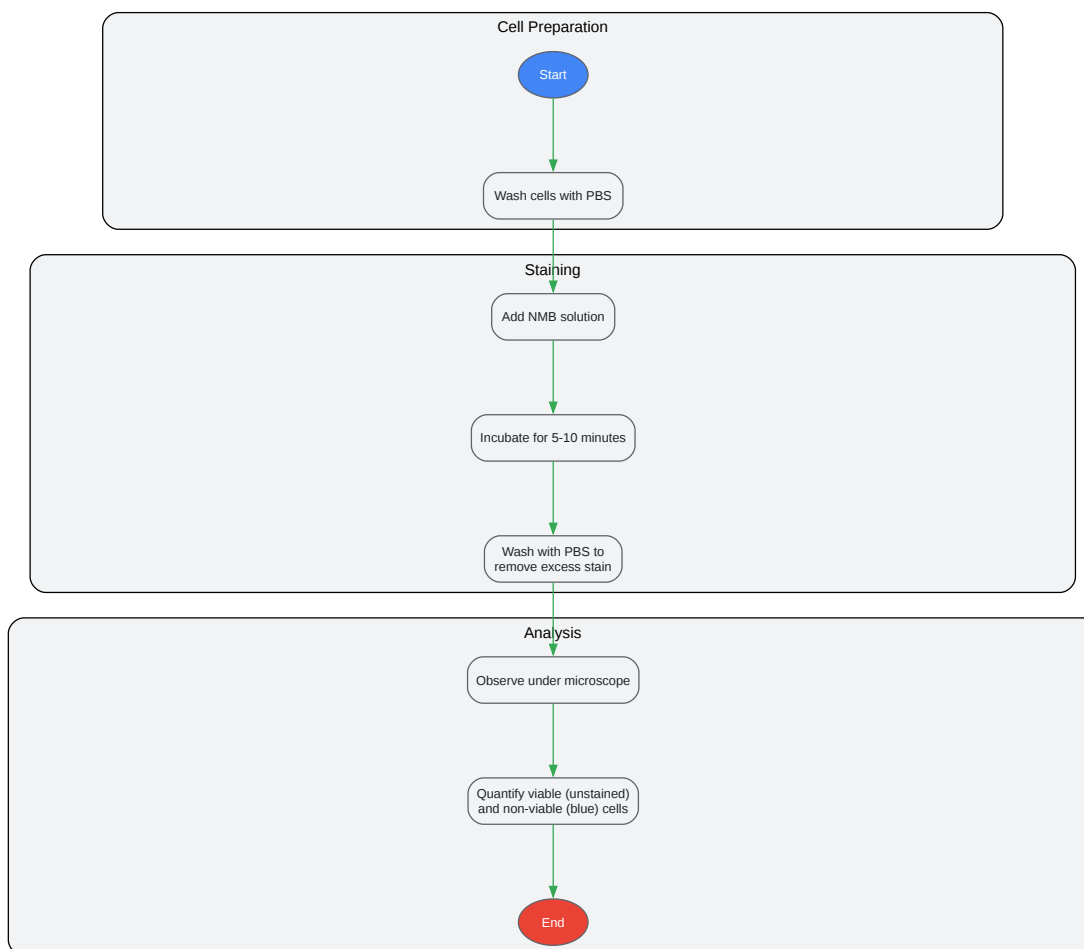 Cell Preparation
Start
Wash cells with PBS
Staining
Add NMB solution
Incubate for 5-10 minutes
Wash with PBS to
remove excess stain
Analysis
Observe under microscope
Quantify viable (unstained)
and non-viable (blue) cells
End